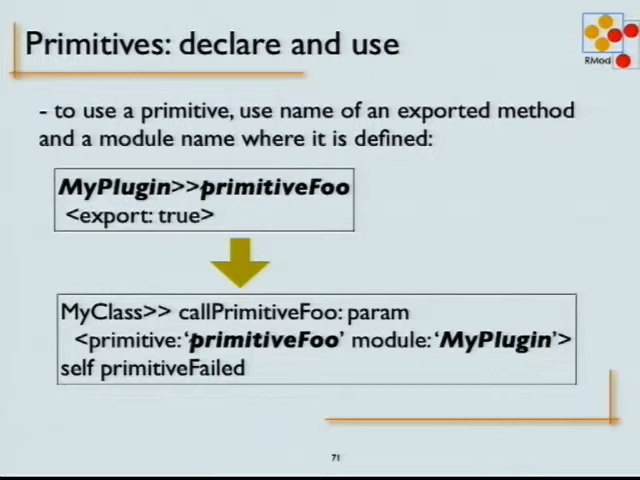 Primitives: declare and use
RMod
- to use a primitive, use name of an exported method
and a module name where it is defined:
MyPlugin>>primitiveFoo
<export: true>
MyClass>> callPrimitiveFoo: param
<primitive: ‘primitiveFoo’ module: ‘MyPlugin’>
self primitiveFailed
71